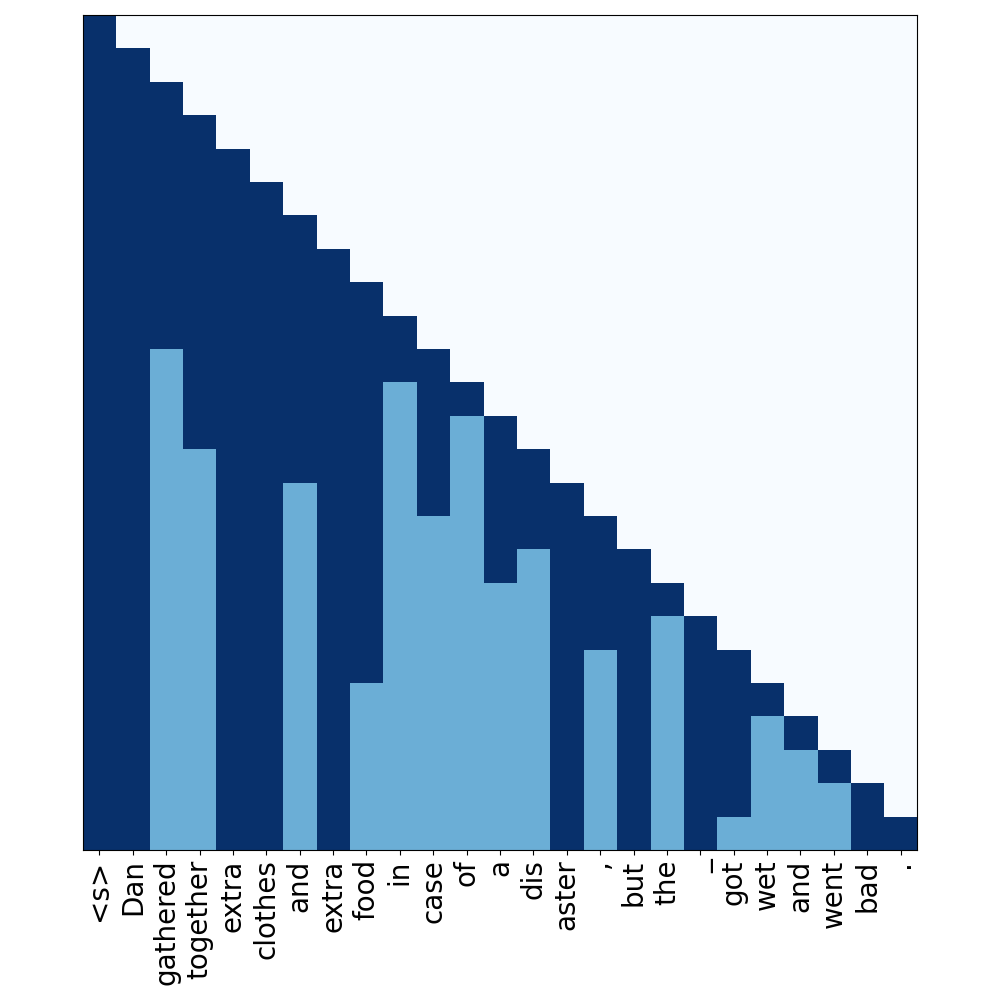 <s>
Dan
gathered
together
extra
clothes
and
extra
food
in
case
of
a
dis
aster
,
but
the
_
got
wet
and
went
bad
.